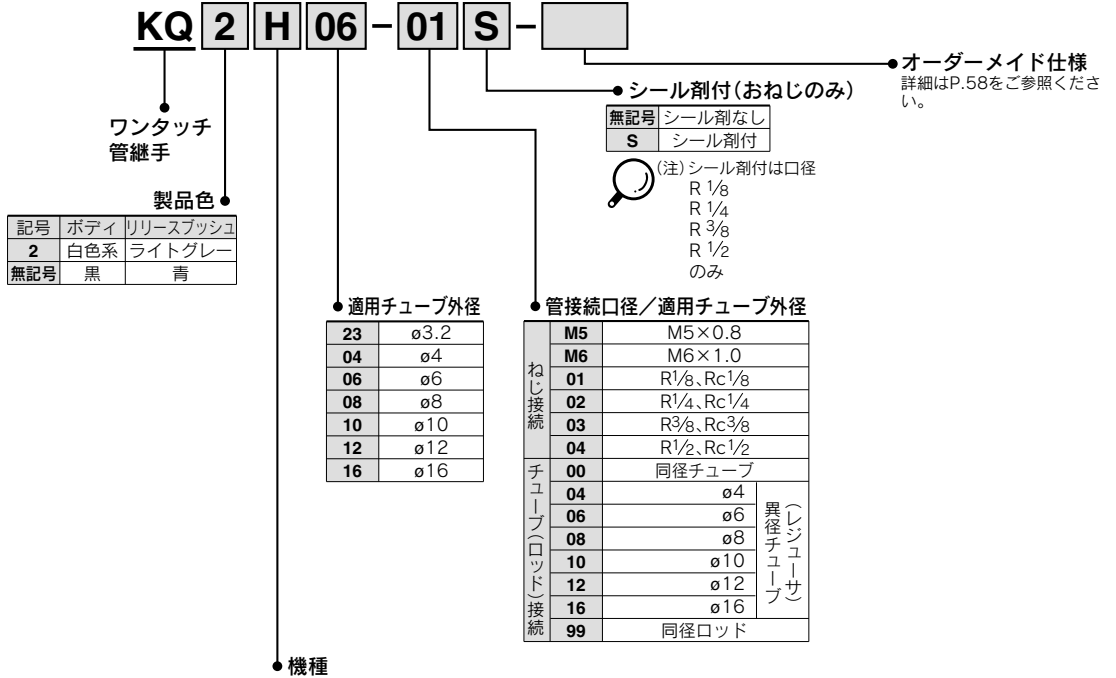 KQ 2 H 06 - 01 S -
オーダーメイド仕様
詳細はP.58をご参照くださ
い。
シール剤付(おねじのみ)
無記号 シール剤なし
S シール剤付
(注)シール剤付は口径
R 1/8
R 1/4
R 3/8
R 1/2
のみ
ワンタッチ
管継手
製品色
記号 ボディ リリースブッシュ
2 白色系 ライトグレー
無記号 黒 青
適用チューブ外径
23 ø3.2
04 ø4
06 ø6
08 ø8
10 ø10
12 ø12
16 ø16
管接続口径/適用チューブ外径
ねじ接続
M5 M5×0.8
M6 M6×1.0
01 R1/8、Rc1/8
02 R1/4、Rc1/4
03 R3/8、Rc3/8
04 R1/2、Rc1/2
チューブ(ロッド)接続
00 同径チューブ
04 ø4
06 ø6
08 ø8
10 ø10
12 ø12
16 ø16
異径チューブ
(レジューサ)
99 同径ロッド
機種